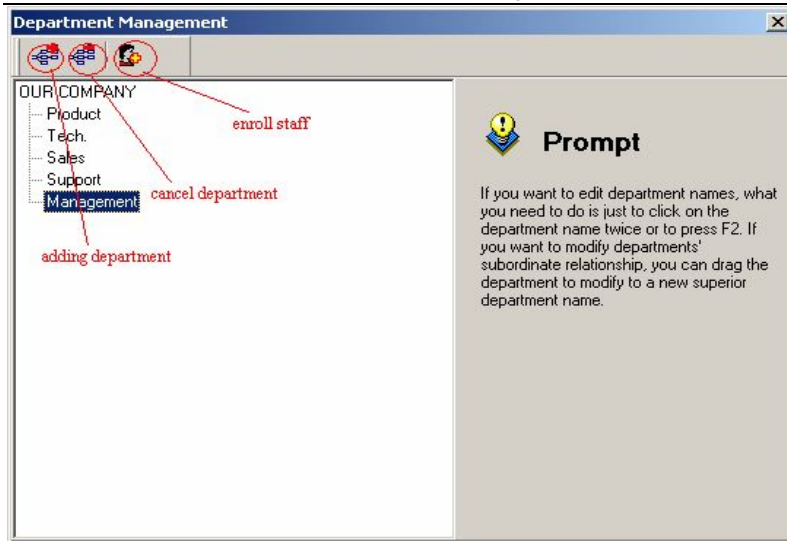 Department Management
OUR COMPANY
Product
Tech.
Sales
Support
Management
enroll staff
cancel department
adding department
Prompt
If you want to edit department names, what
you need to do is just to click on the
department name twice or to press F2. If
you want to modify departments'
subordinate relationship, you can drag the
department to modify to a new superior
department name.